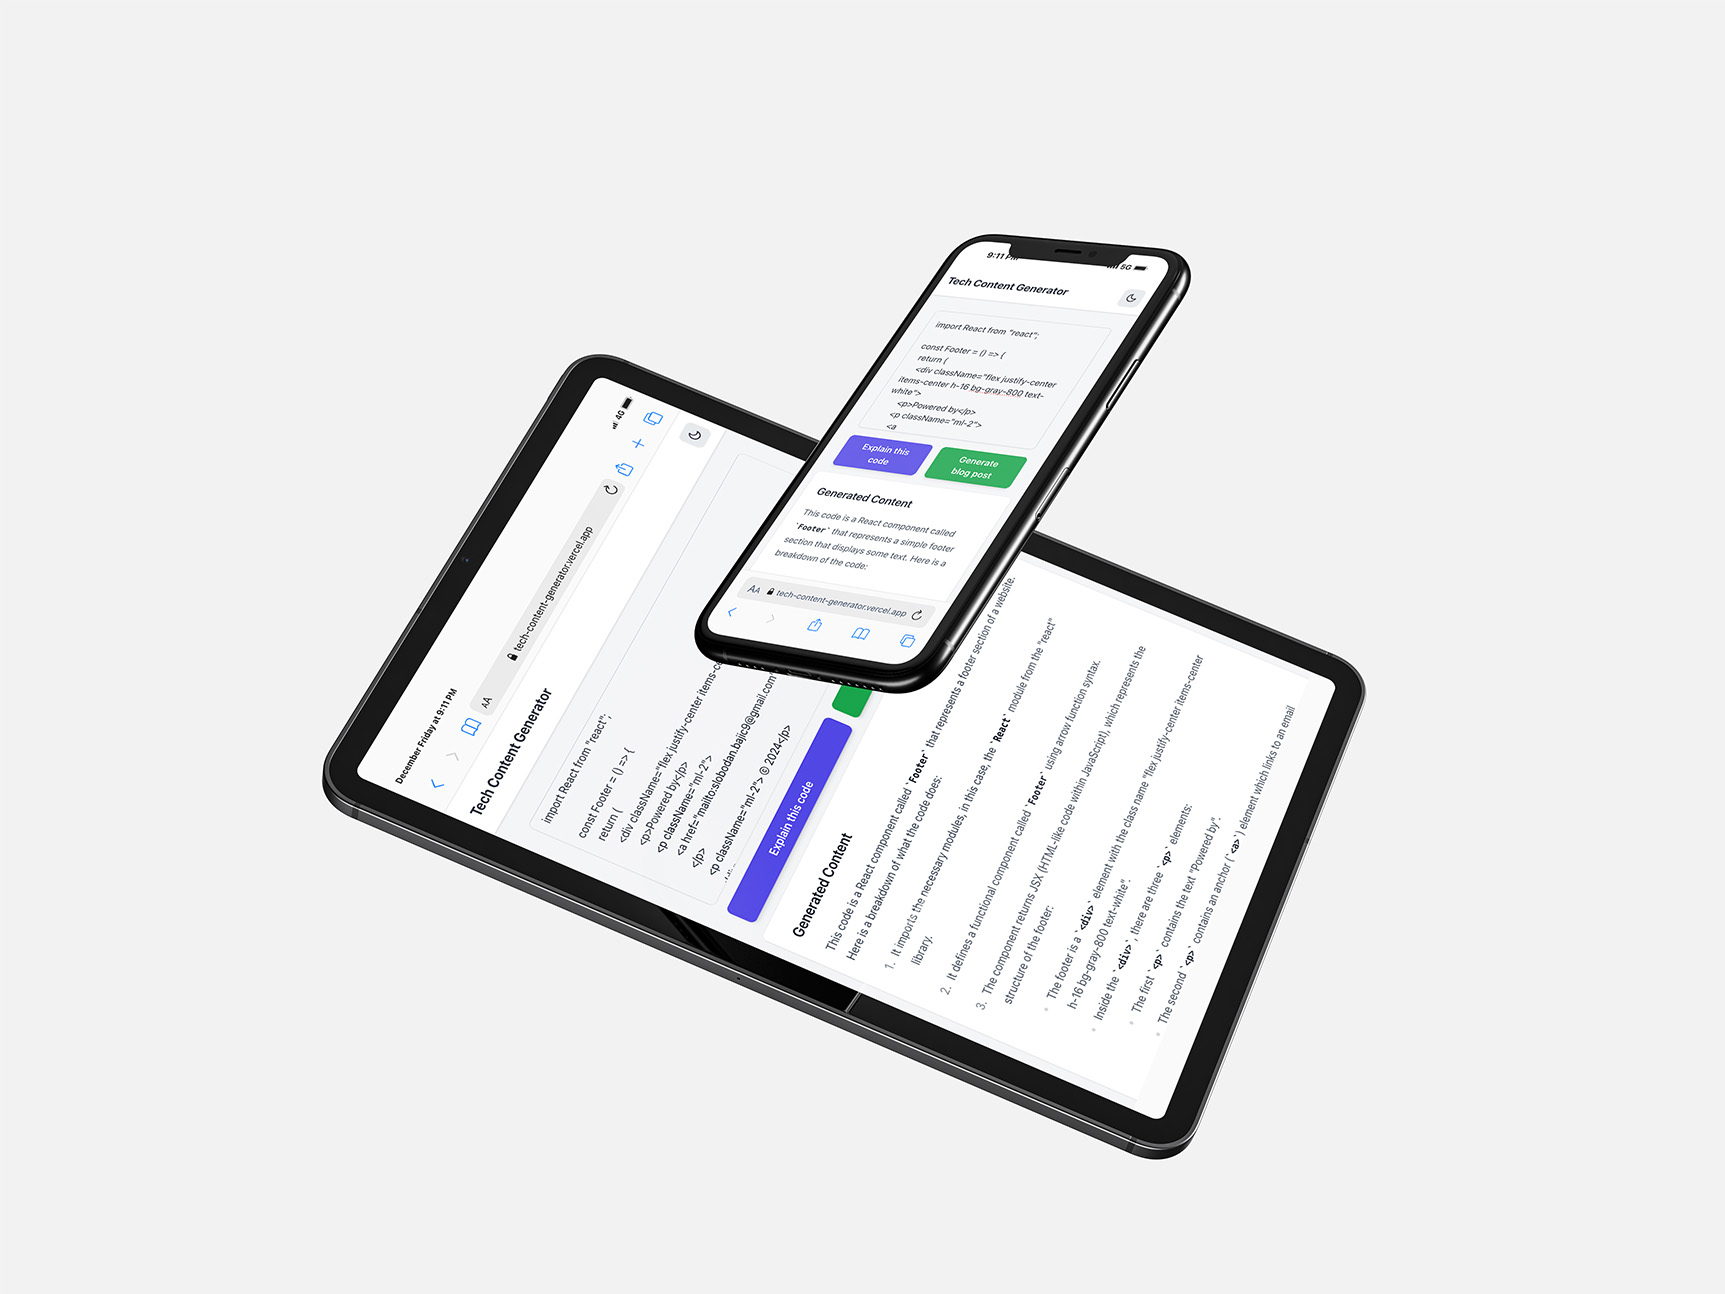 9:11 PM
5G
Tech Content Generator
import React from "react";
const Footer = () => {
return (
<div className="flex justify-center
items-center h-16 bg-gray-800 text-
white">
<p>Powered by</p>
<p className="ml-2">
<a
Explain this
code
Generate
blog post
Generated Content
This code is a React component called
`Footer` that represents a simple footer
section that displays some text. Here is a
breakdown of the code:
AA tech-content-generator.vercel.app
December Friday at 9:11 PM
4G
AA tech-content-generator.vercel.app
Tech Content Generator
import React from "react";
const Footer = () => {
return (
<div className="flex justify-center items-c
<p>Powered by</p>
<p className="ml-2">
<a href="mailto:slobodan.bajic9@gmail.com"
</p>
<p className="ml-2"> © 2024</p>
Explain this code
Generated Content
This code is a React component called `Footer` that represents a footer section of a website.
Here is a breakdown of what the code does:
1. It imports the necessary modules, in this case, the `React` module from the "react"
library.
2. It defines a functional component called `Footer` using arrow function syntax.
3. The component returns JSX (HTML-like code within JavaScript), which represents the
structure of the footer:
The footer is a `<div>` element with the class name "flex justify-center items-center
h-16 bg-gray-800 text-white".
Inside the `<div>`, there are three `<p>` elements:
The first `<p>` contains the text "Powered by".
The second `<p>` contains an anchor (`<a>`) element which links to an email